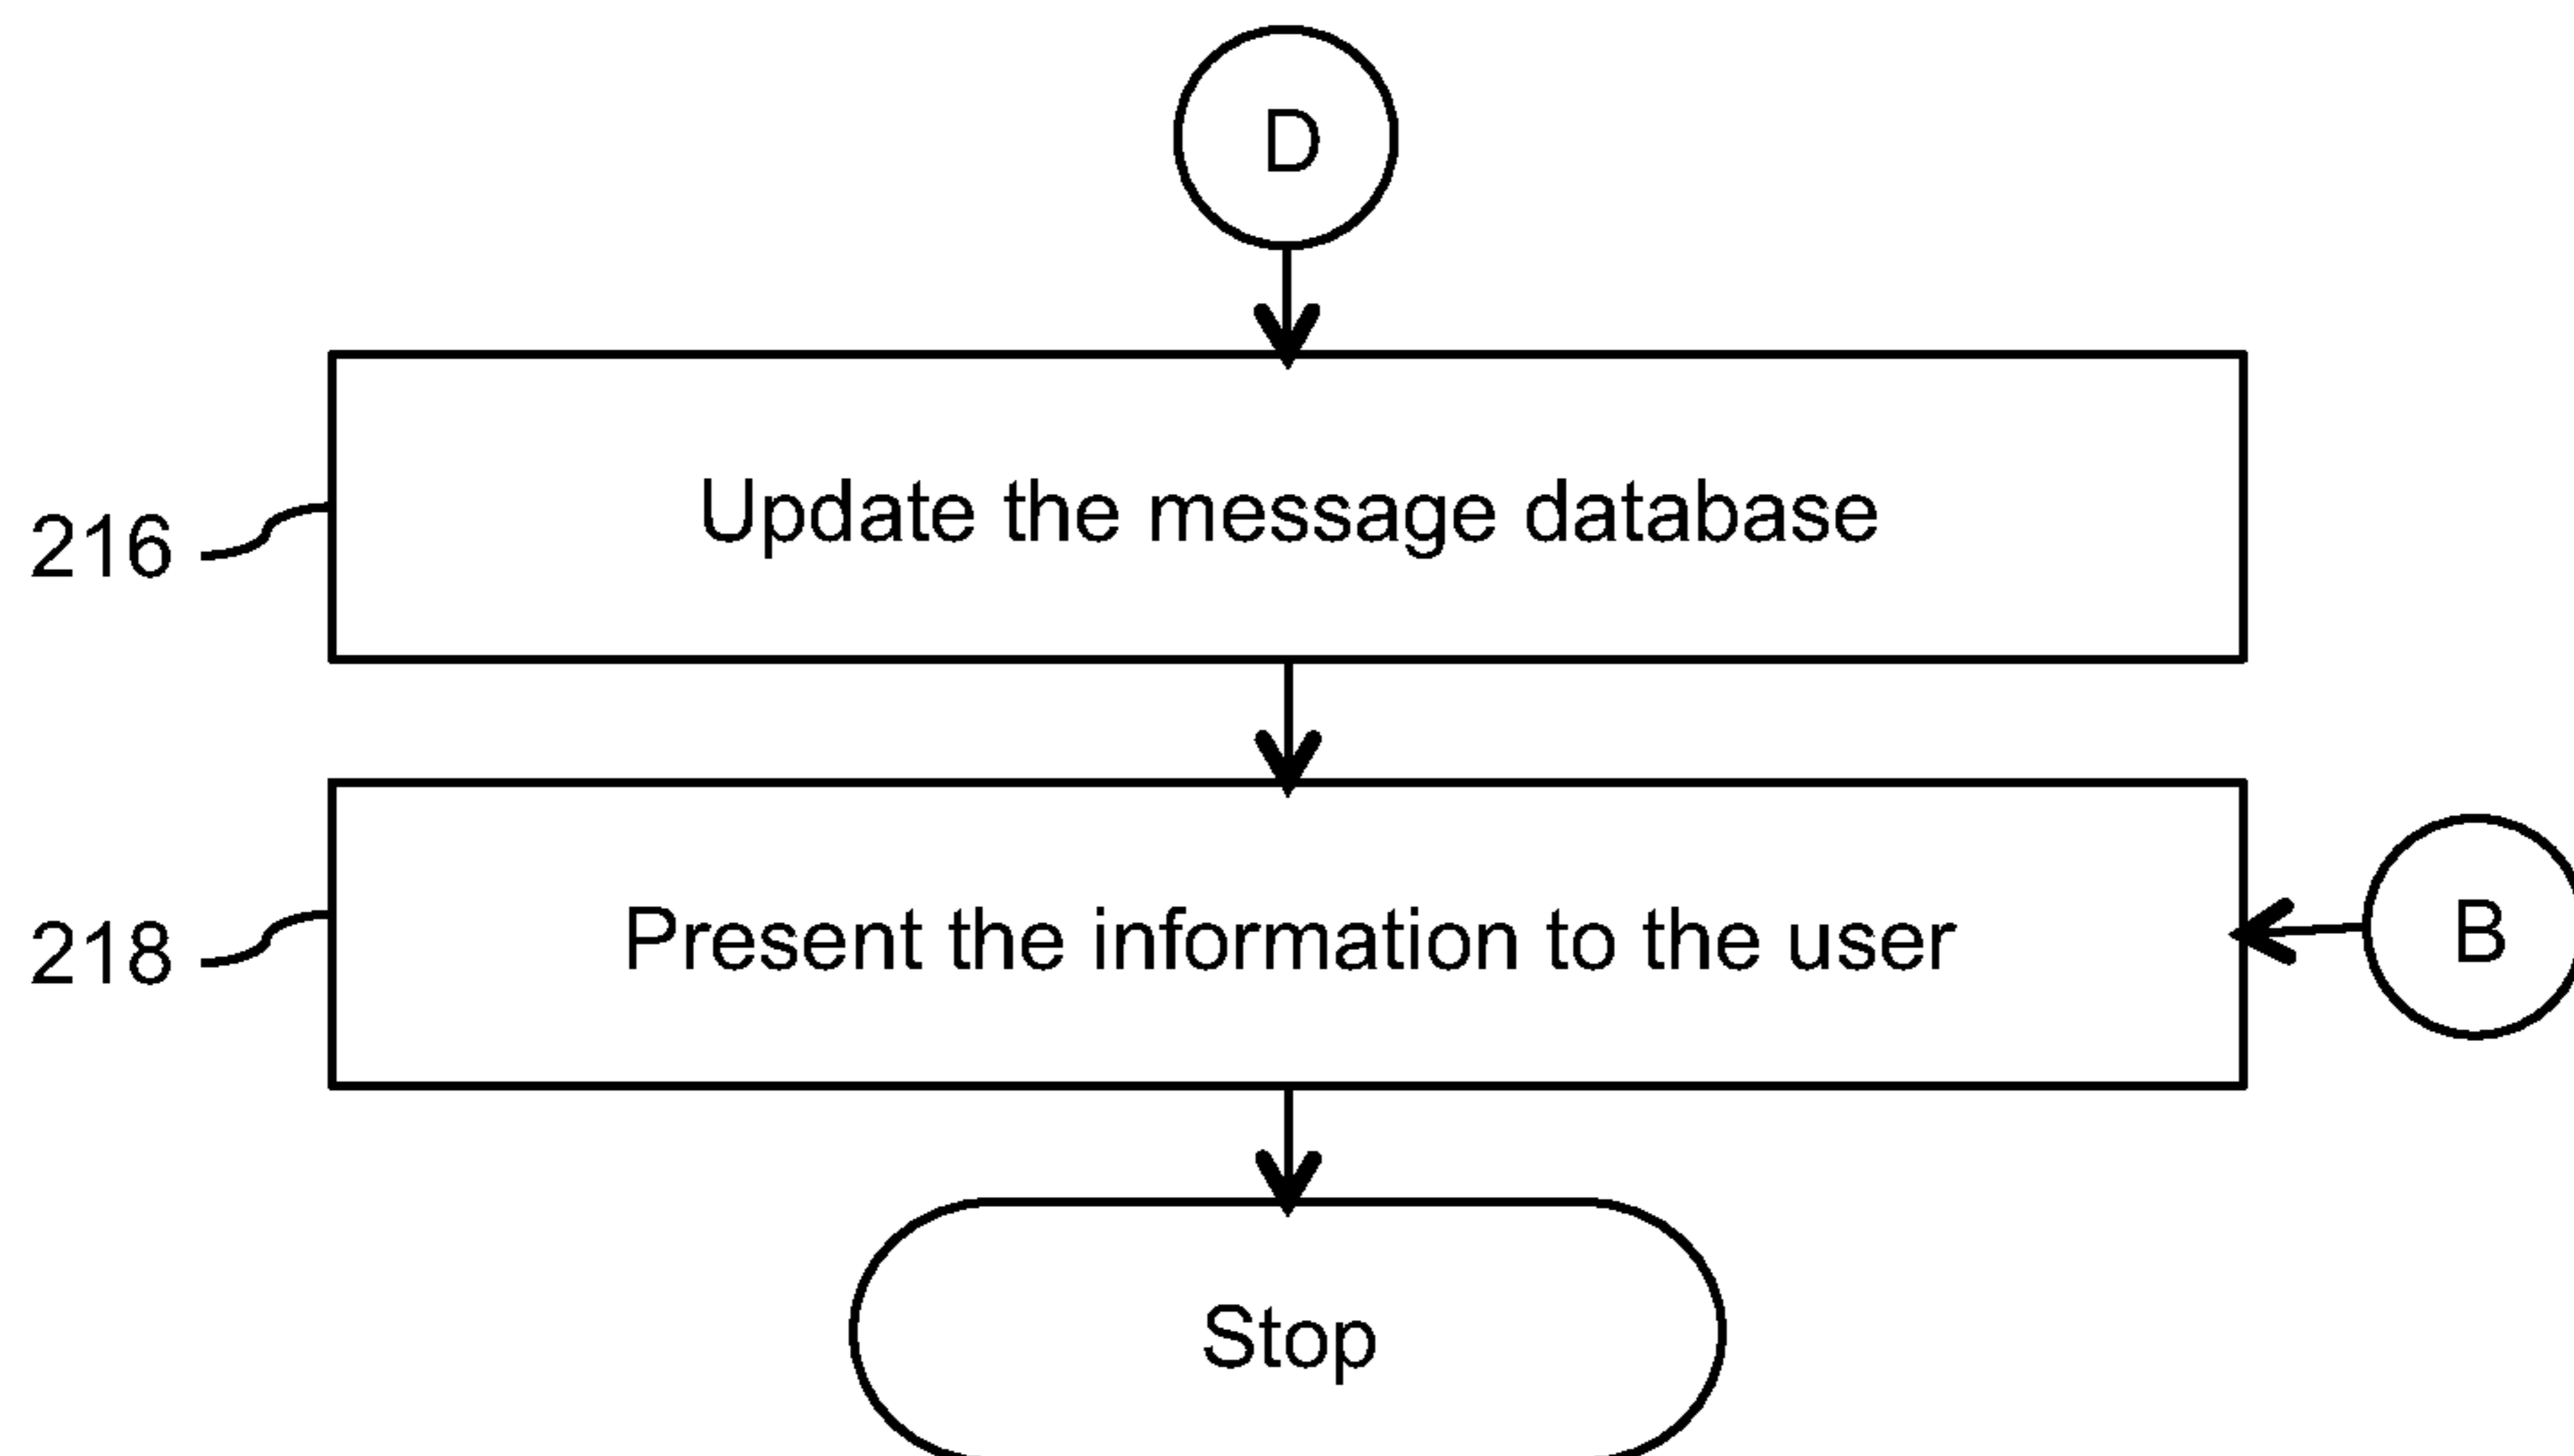 D
216
Update the message database
218
Present the information to the user
B
Stop